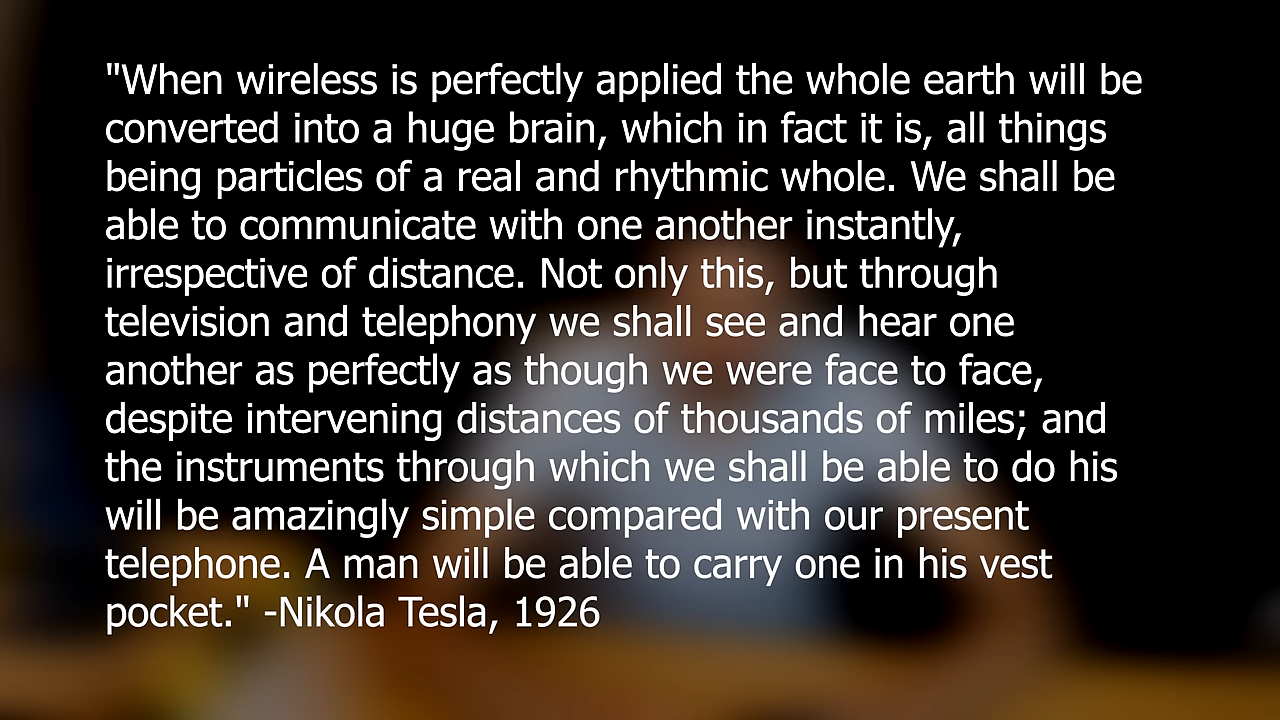 "When wireless is perfectly applied the whole earth will be
converted into a huge brain, which in fact it is, all things
being particles of a real and rhythmic whole. We shall be
able to communicate with one another instantly,
irrespective of distance. Not only this, but through
television and telephony we shall see and hear one
another as perfectly as though we were face to face,
despite intervening distances of thousands of miles; and
the instruments through which we shall be able to do his
will be amazingly simple compared with our present
telephone. A man will be able to carry one in his vest
pocket." -Nikola Tesla, 1926